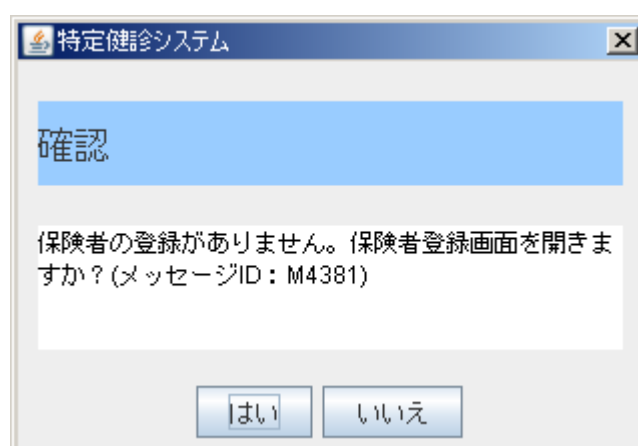 特定健診システム
確認
保険者の登録がありません。保険者登録画面を開きま
すか？(メッセージID：M4381)
はい
いいえ